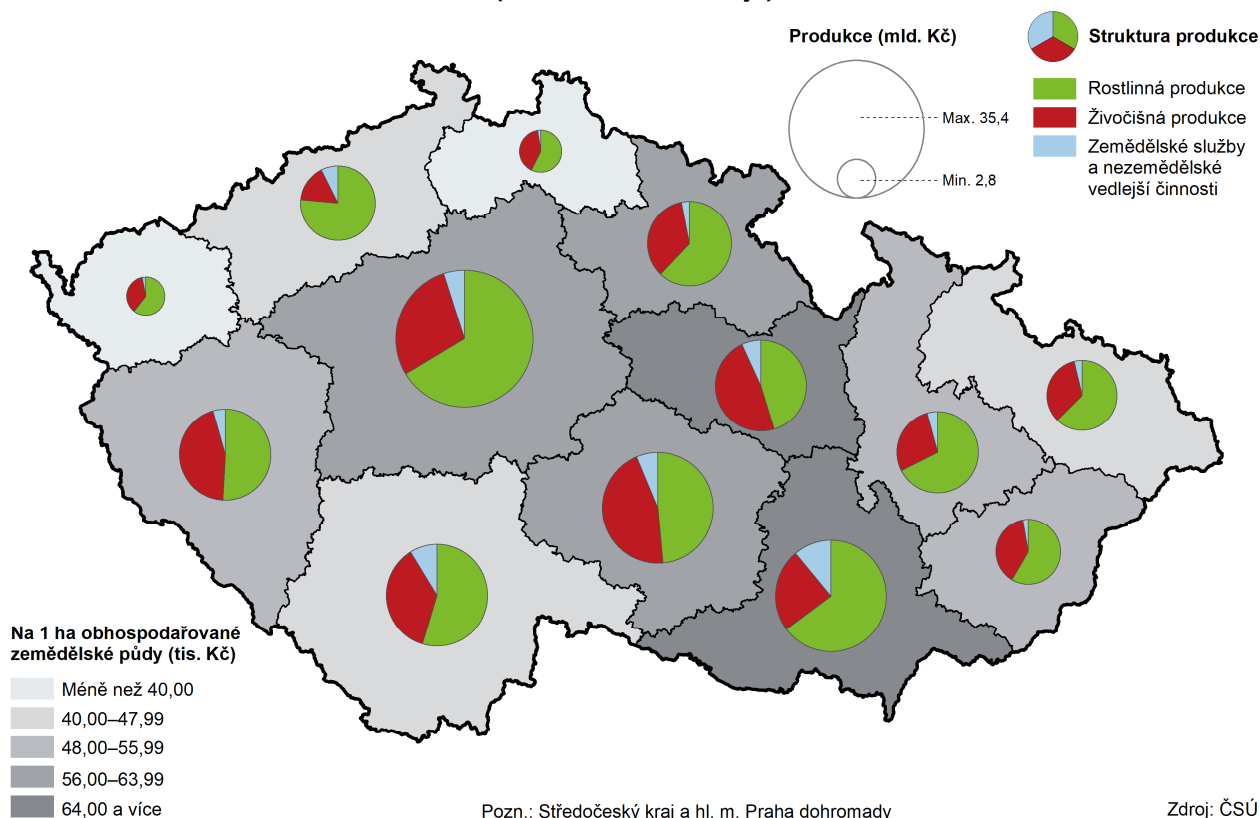 Produkce (mld. Kč)
Max. 35,4
Min. 2,8
Struktura produkce
Rostlinná produkce
Živočišná produkce
Zemědělské služby
a nezemědělské
vedlejší činnosti
Na 1 ha obhospodařované
zemědělské půdy (tis. Kč)
Méně než 40,00
40,00–47,99
48,00–55,99
56,00–63,99
64,00 a více
Pozn.: Středočeský kraj a hl. m. Praha dohromady
Zdroj: ČSÚ